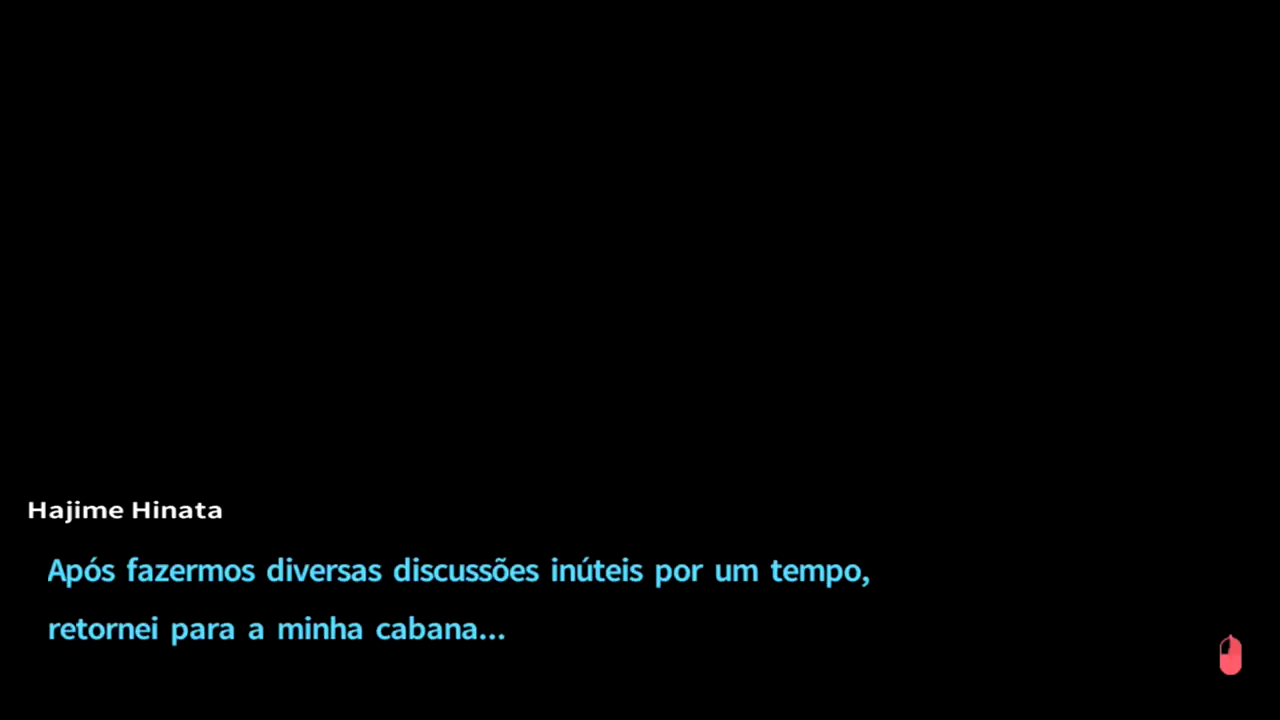 Hajime Hinata
Após fazermos diversas discussões inúteis por um tempo,
retornei para a minha cabana...